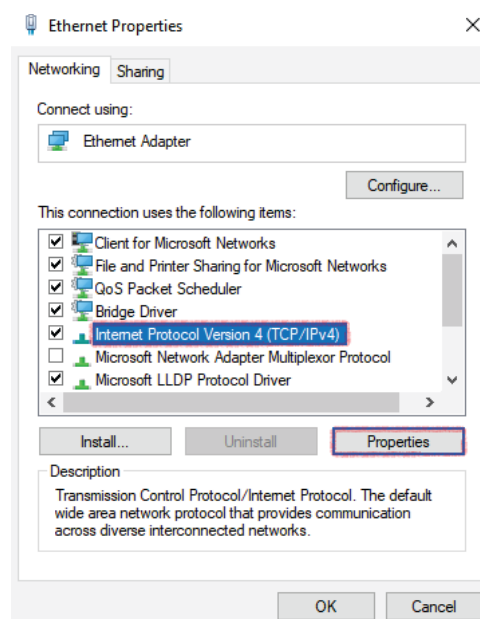 Ethernet Properties
Networking
Sharing
Connect using:
Ethernet Adapter
Configure...
This connection uses the following items:
Client for Microsoft Networks
File and Printer Sharing for Microsoft Networks
QoS Packet Scheduler
Bridge Driver
Internet Protocol Version 4 (TCP/IPv4)
Microsoft Network Adapter Multiplexor Protocol
Microsoft LLDP Protocol Driver
Install...
Uninstall
Properties
Description
Transmission Control Protocol/Internet Protocol. The default
wide area network protocol that provides communication
across diverse interconnected networks.
OK
Cancel